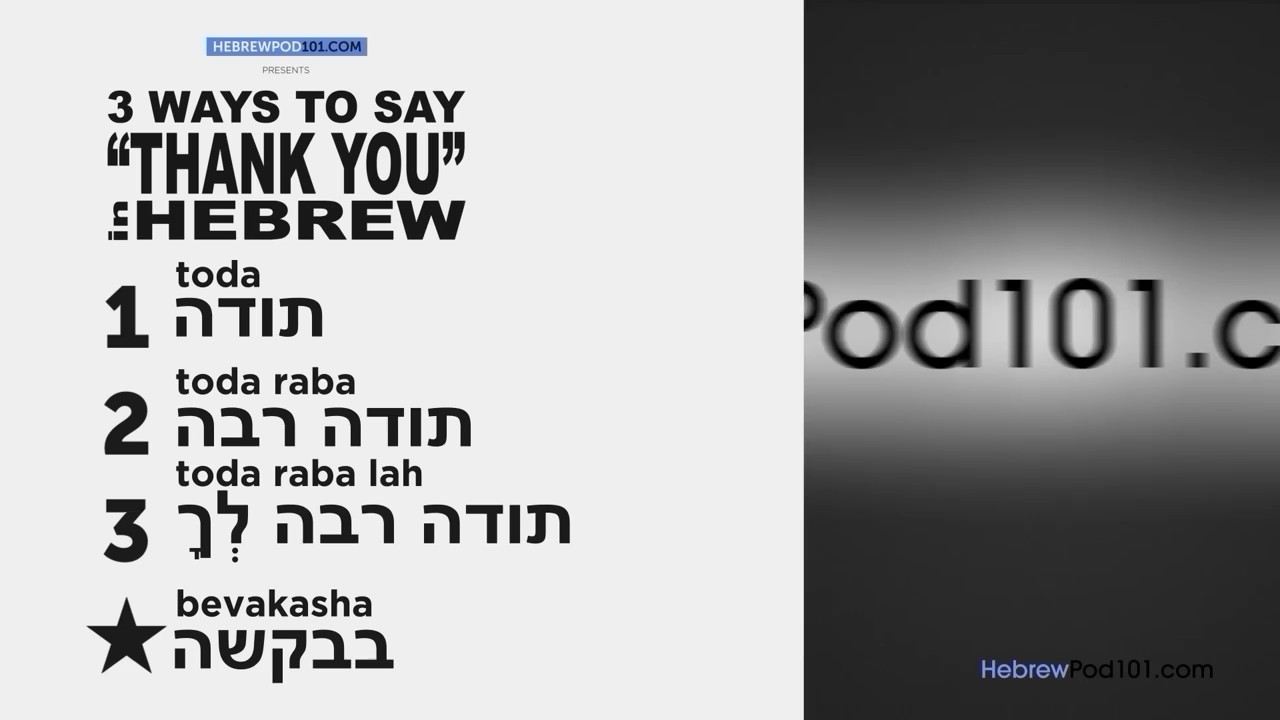 HEBREWPOD101.COM
PRESENTS
3 WAYS TO SAY
“THANK YOU”
in HEBREW
1
toda
תודה
2
toda raba
תודה רבה
3
toda raba lah
תודה רבה לְךָ
bevakasha
בבקשה
Pod101.c
HebrewPod101.com